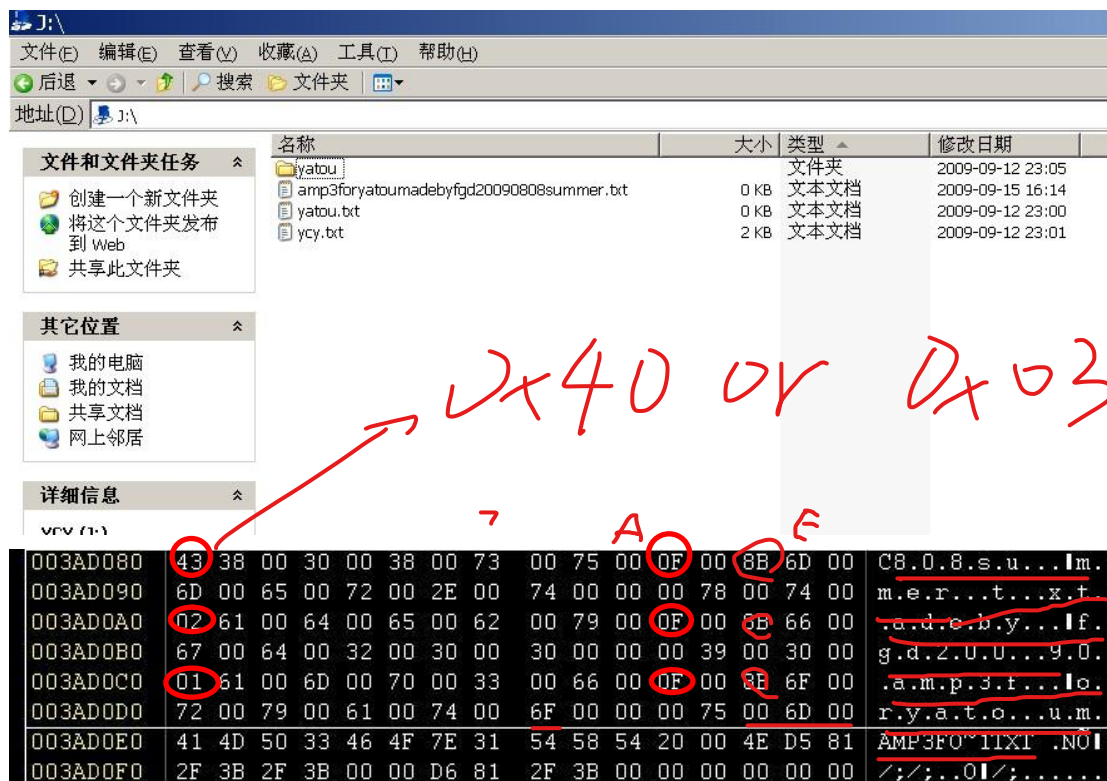 J:\
文件(F) 编辑(E) 查看(V) 收藏(A) 工具(T) 帮助(H)
后退 搜索 文件夹
地址(D) J:\
名称 大小 类型 修改日期
文件和文件夹任务
创建一个新文件夹
将这个文件夹发布
到 Web
共享此文件夹
其它位置
我的电脑
我的文档
共享文档
网上邻居
详细信息
YCY (J:)
yatou 文件夹 2009-09-12 23:05
amp3foryatoumadebyfgd20090808summer.txt 0 KB 文本文档 2009-09-15 16:14
yatou.txt 0 KB 文本文档 2009-09-12 23:00
ycy.txt 2 KB 文本文档 2009-09-12 23:01
0x40 or 0x03
A E
003AD080 43 38 00 30 00 38 00 73 00 75 00 0F 00 8B 6D 00 C8.0.8.s.u... m.
003AD090 6D 00 65 00 72 00 2E 00 74 00 00 00 78 00 74 00 m.e.r...t...x.t.
003AD0A0 02 61 00 64 00 65 00 62 00 79 00 0F 00 8B 66 00 .a.d.e.b.y... f.
003AD0B0 67 00 64 00 32 00 30 00 30 00 00 00 39 00 30 00 g.d.2.0.0...9.0.
003AD0C0 01 61 00 6D 00 70 00 33 00 66 00 0F 00 8B 6F 00 .a.m.p.3.f... o.
003AD0D0 72 00 79 00 61 00 74 00 6F 00 00 00 75 00 6D 00 r.y.a.t.o...u.m.
003AD0E0 41 4D 50 33 46 4F 7E 31 54 58 54 20 00 4E D5 81 AMP3FO~1TXT .N
003AD0F0 2F 3B 2F 3B 00 00 D6 81 2F 3B 00 00 00 00 00 00 /;/;..